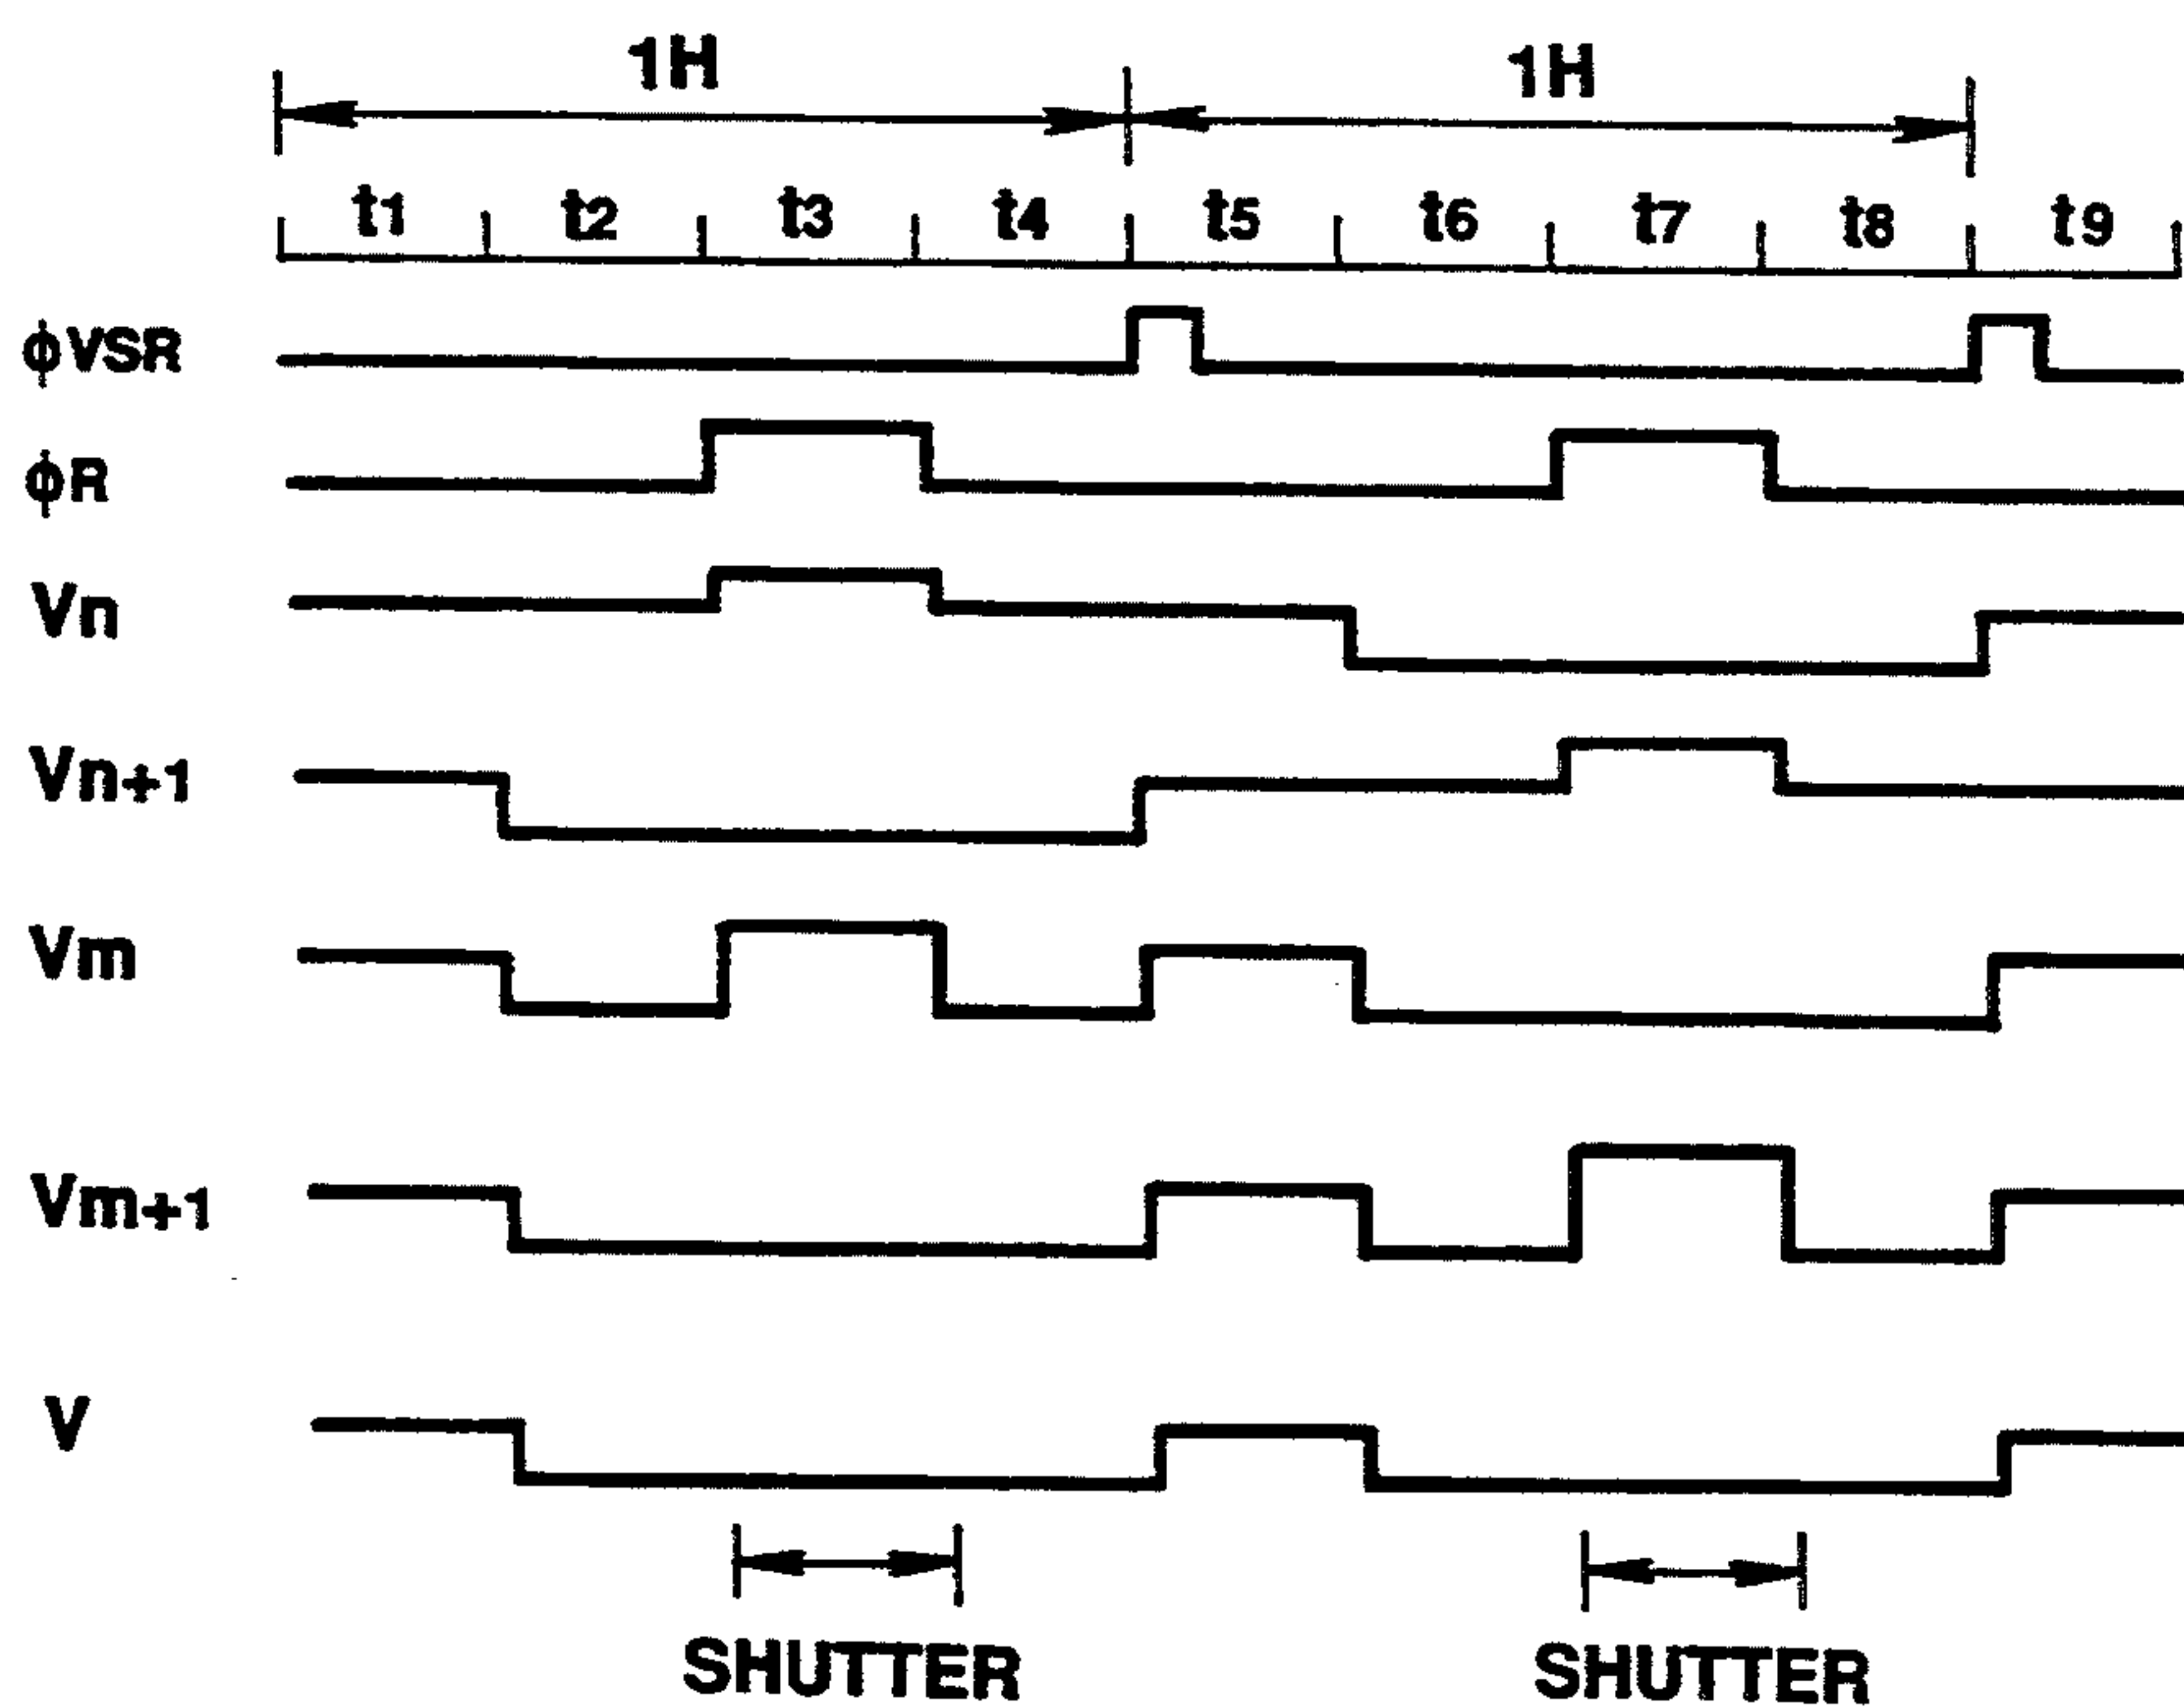 1H 1H
t1 t2 t3 t4 t5 t6 t7 t8 t9
ϕVSR
ϕR
Vn
Vn+1
Vm
Vm+1
V
SHUTTER SHUTTER